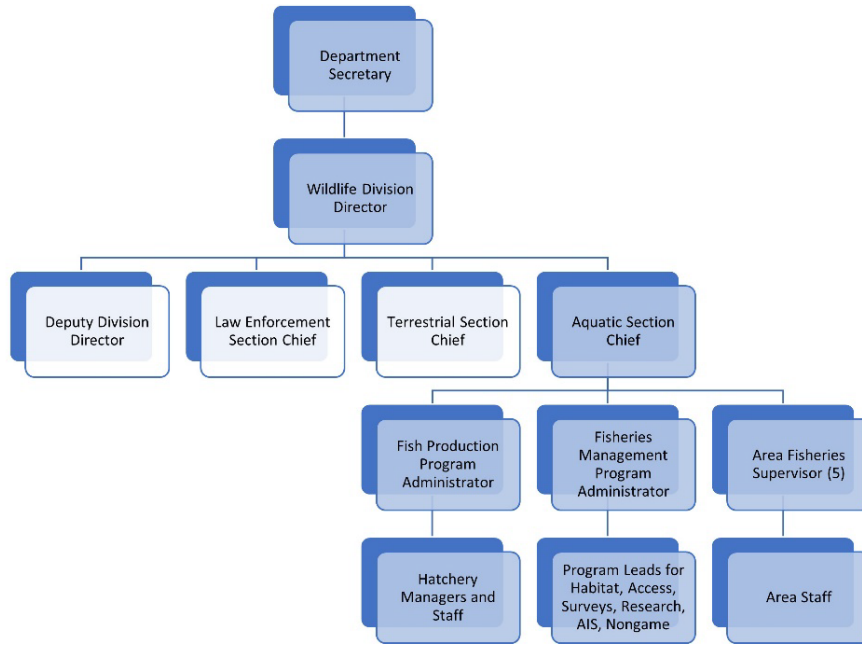 Department
Secretary
Wildlife Division
Director
Deputy Division
Director
Law Enforcement
Section Chief
Terrestrial Section
Chief
Aquatic Section
Chief
Fish Production
Program
Administrator
Fisheries
Management
Program
Administrator
Area Fisheries
Supervisor (5)
Hatchery
Managers and
Staff
Program Leads for
Habitat, Access,
Surveys, Research,
AIS, Nongame
Area Staff